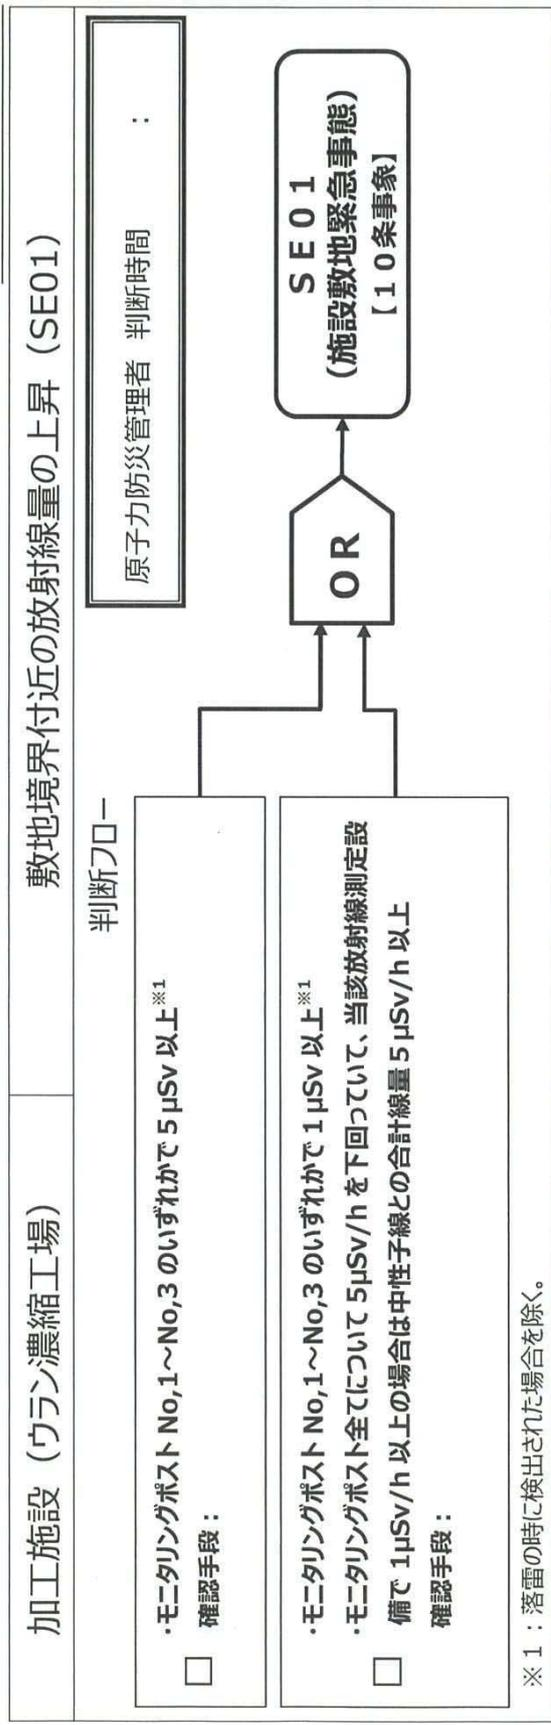 加工施設（ウラン濃縮工場）
敷地境界付近の放射線量の上昇（SE01）
原子力防災管理者 判断時間 ：
判断フロー
・モニタリングポスト No,1～No,3 のいずれかで 5 μSv 以上※1
□ 確認手段：
・モニタリングポスト No,1～No,3 のいずれかで 1 μSv 以上※1
・モニタリングポスト全てについて 5μSv/h を下回っていて、当該放射線測定設
備で 1μSv/h 以上の場合は中性子線との合計線量 5 μSv/h 以上
□ 確認手段：
OR
SE01
(施設敷地緊急事態)
【10条事象】
※1：落雷の時に検出された場合を除く。